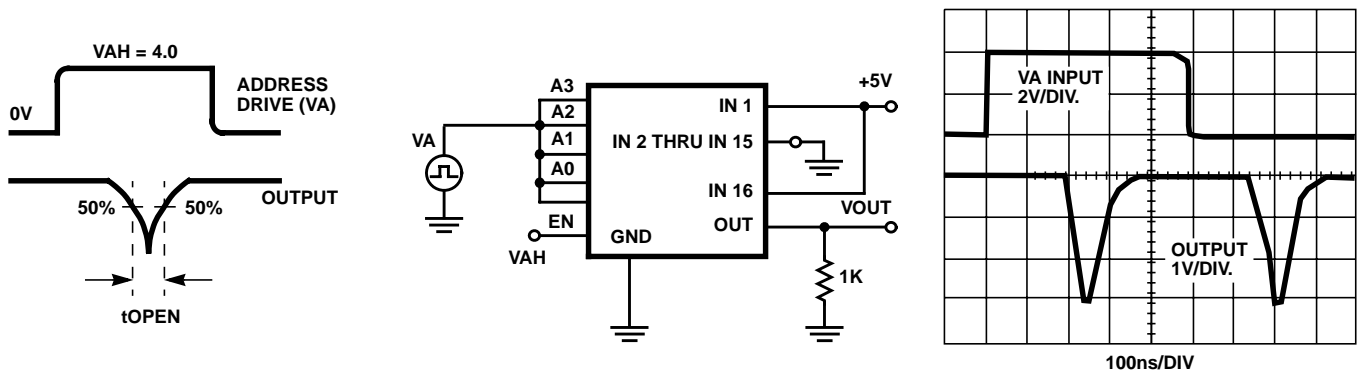 VAH = 4.0
0V
ADDRESS
DRIVE (VA)
50%
50%
OUTPUT
tOPEN
VA
A3
A2
A1
A0
EN
VAH
GND
IN 1
IN 2 THRU IN 15
IN 16
OUT
+5V
VOUT
1K
VA INPUT
2V/DIV.
OUTPUT
1V/DIV.
100ns/DIV